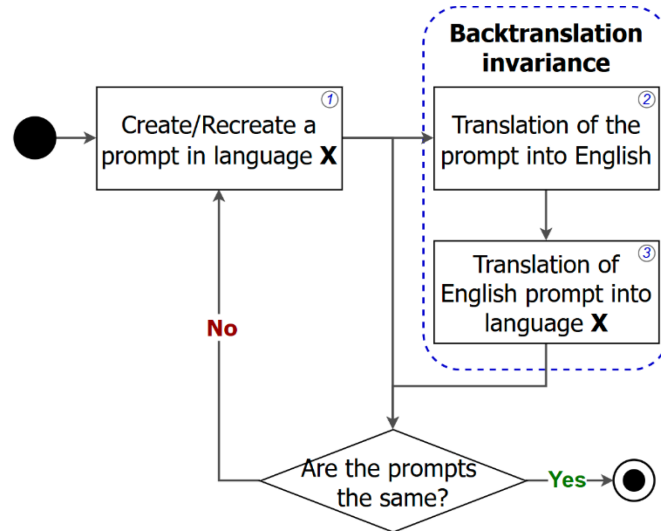 Backtranslation
invariance
1
Create/Recreate a
prompt in language X
2
Translation of the
prompt into English
3
Translation of
English prompt into
language X
No
Are the prompts
the same?
Yes